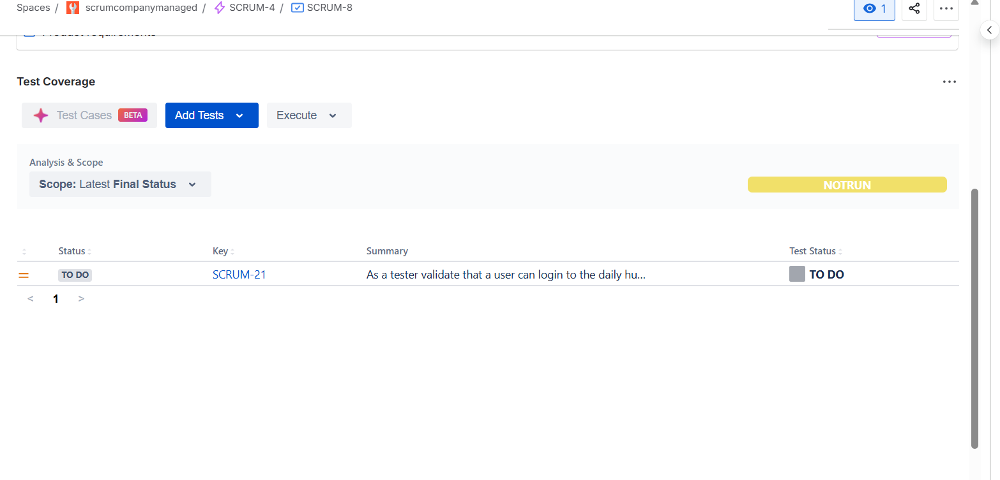 Spaces / scrumcompanymanaged / SCRUM-4 / SCRUM-8
1
Product requirements
Test Coverage
Test Cases BETA
Add Tests
Execute
Analysis & Scope
Scope: Latest Final Status
NOTRUN
Status Key Summary Test Status
TO DO SCRUM-21 As a tester validate that a user can login to the daily hu... TO DO
< 1 >